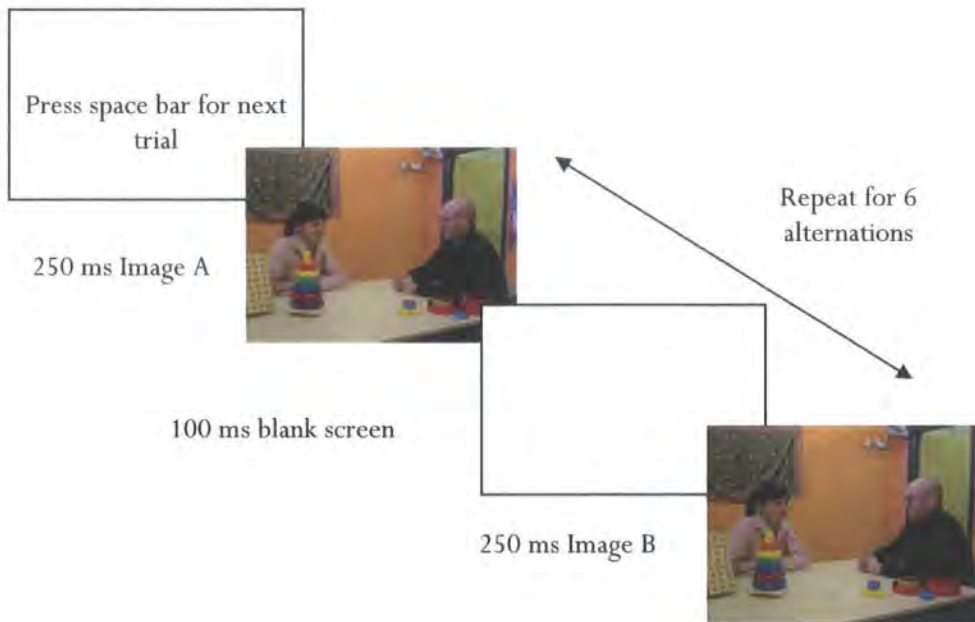 Press space bar for next
trial
Repeat for 6
alternations
250 ms Image A
100 ms blank screen
250 ms Image B